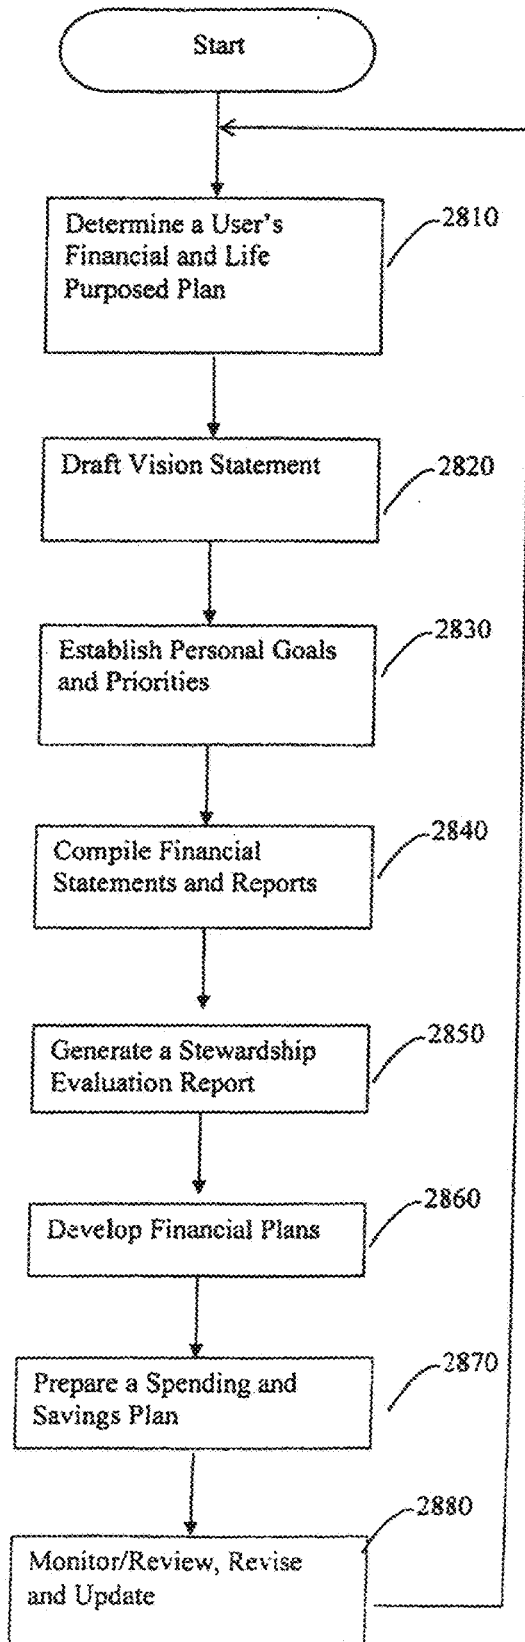 Start
Determine a User's
Financial and Life
Purposed Plan
2810
Draft Vision Statement
2820
Establish Personal Goals
and Priorities
2830
Compile Financial
Statements and Reports
2840
Generate a Stewardship
Evaluation Report
2850
Develop Financial Plans
2860
Prepare a Spending and
Savings Plan
2870
Monitor/Review, Revise
and Update
2880